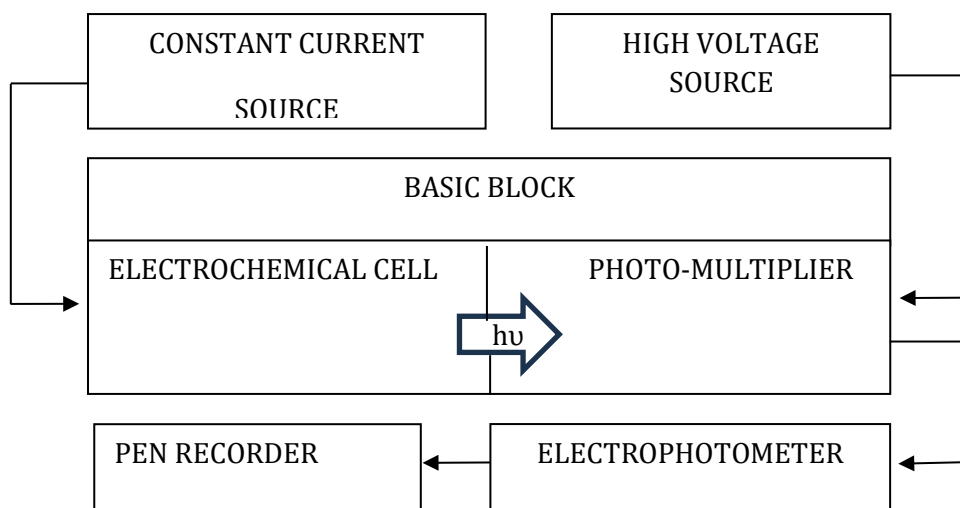 CONSTANT CURRENT
SOURCE
HIGH VOLTAGE
SOURCE
BASIC BLOCK
ELECTROCHEMICAL CELL
PHOTO-MULTIPLIER
hυ
PEN RECORDER
ELECTROPHOTOMETER